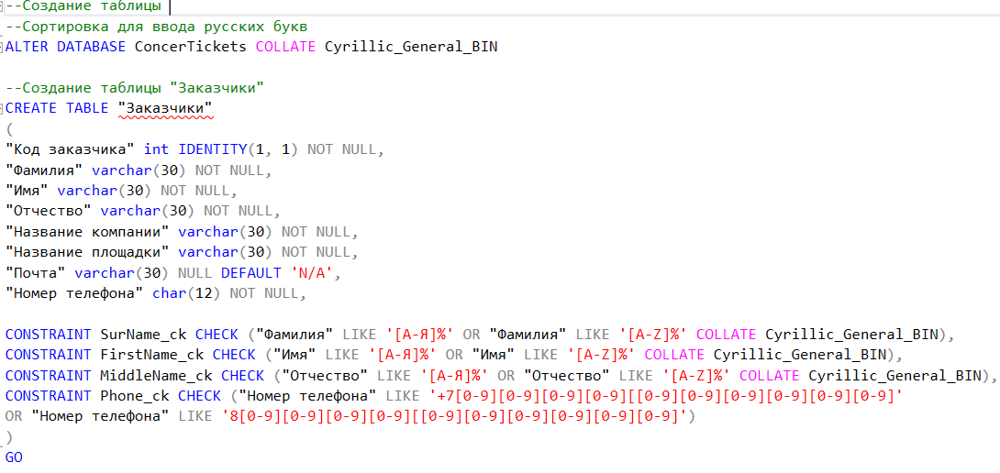 --Создание таблицы
--Сортировка для ввода русских букв
ALTER DATABASE ConcerTickets COLLATE Cyrillic_General_BIN
--Создание таблицы "Заказчики"
CREATE TABLE "Заказчики"
(
"Код заказчика" int IDENTITY(1, 1) NOT NULL,
"Фамилия" varchar(30) NOT NULL,
"Имя" varchar(30) NOT NULL,
"Отчество" varchar(30) NOT NULL,
"Название компании" varchar(30) NOT NULL,
"Название площадки" varchar(30) NOT NULL,
"Почта" varchar(30) NULL DEFAULT 'N/A',
"Номер телефона" char(12) NOT NULL,
CONSTRAINT SurName_ck CHECK ("Фамилия" LIKE '[А-Я]%' OR "Фамилия" LIKE '[A-Z]%' COLLATE Cyrillic_General_BIN),
CONSTRAINT FirstName_ck CHECK ("Имя" LIKE '[А-Я]%' OR "Имя" LIKE '[A-Z]%' COLLATE Cyrillic_General_BIN),
CONSTRAINT MiddleName_ck CHECK ("Отчество" LIKE '[А-Я]%' OR "Отчество" LIKE '[A-Z]%' COLLATE Cyrillic_General_BIN),
CONSTRAINT Phone_ck CHECK ("Номер телефона" LIKE '+7[0-9][0-9][0-9][0-9][[0-9][0-9][0-9][0-9][0-9][0-9]'
OR "Номер телефона" LIKE '8[0-9][0-9][0-9][0-9][[0-9][0-9][0-9][0-9][0-9][0-9]')
)
GO